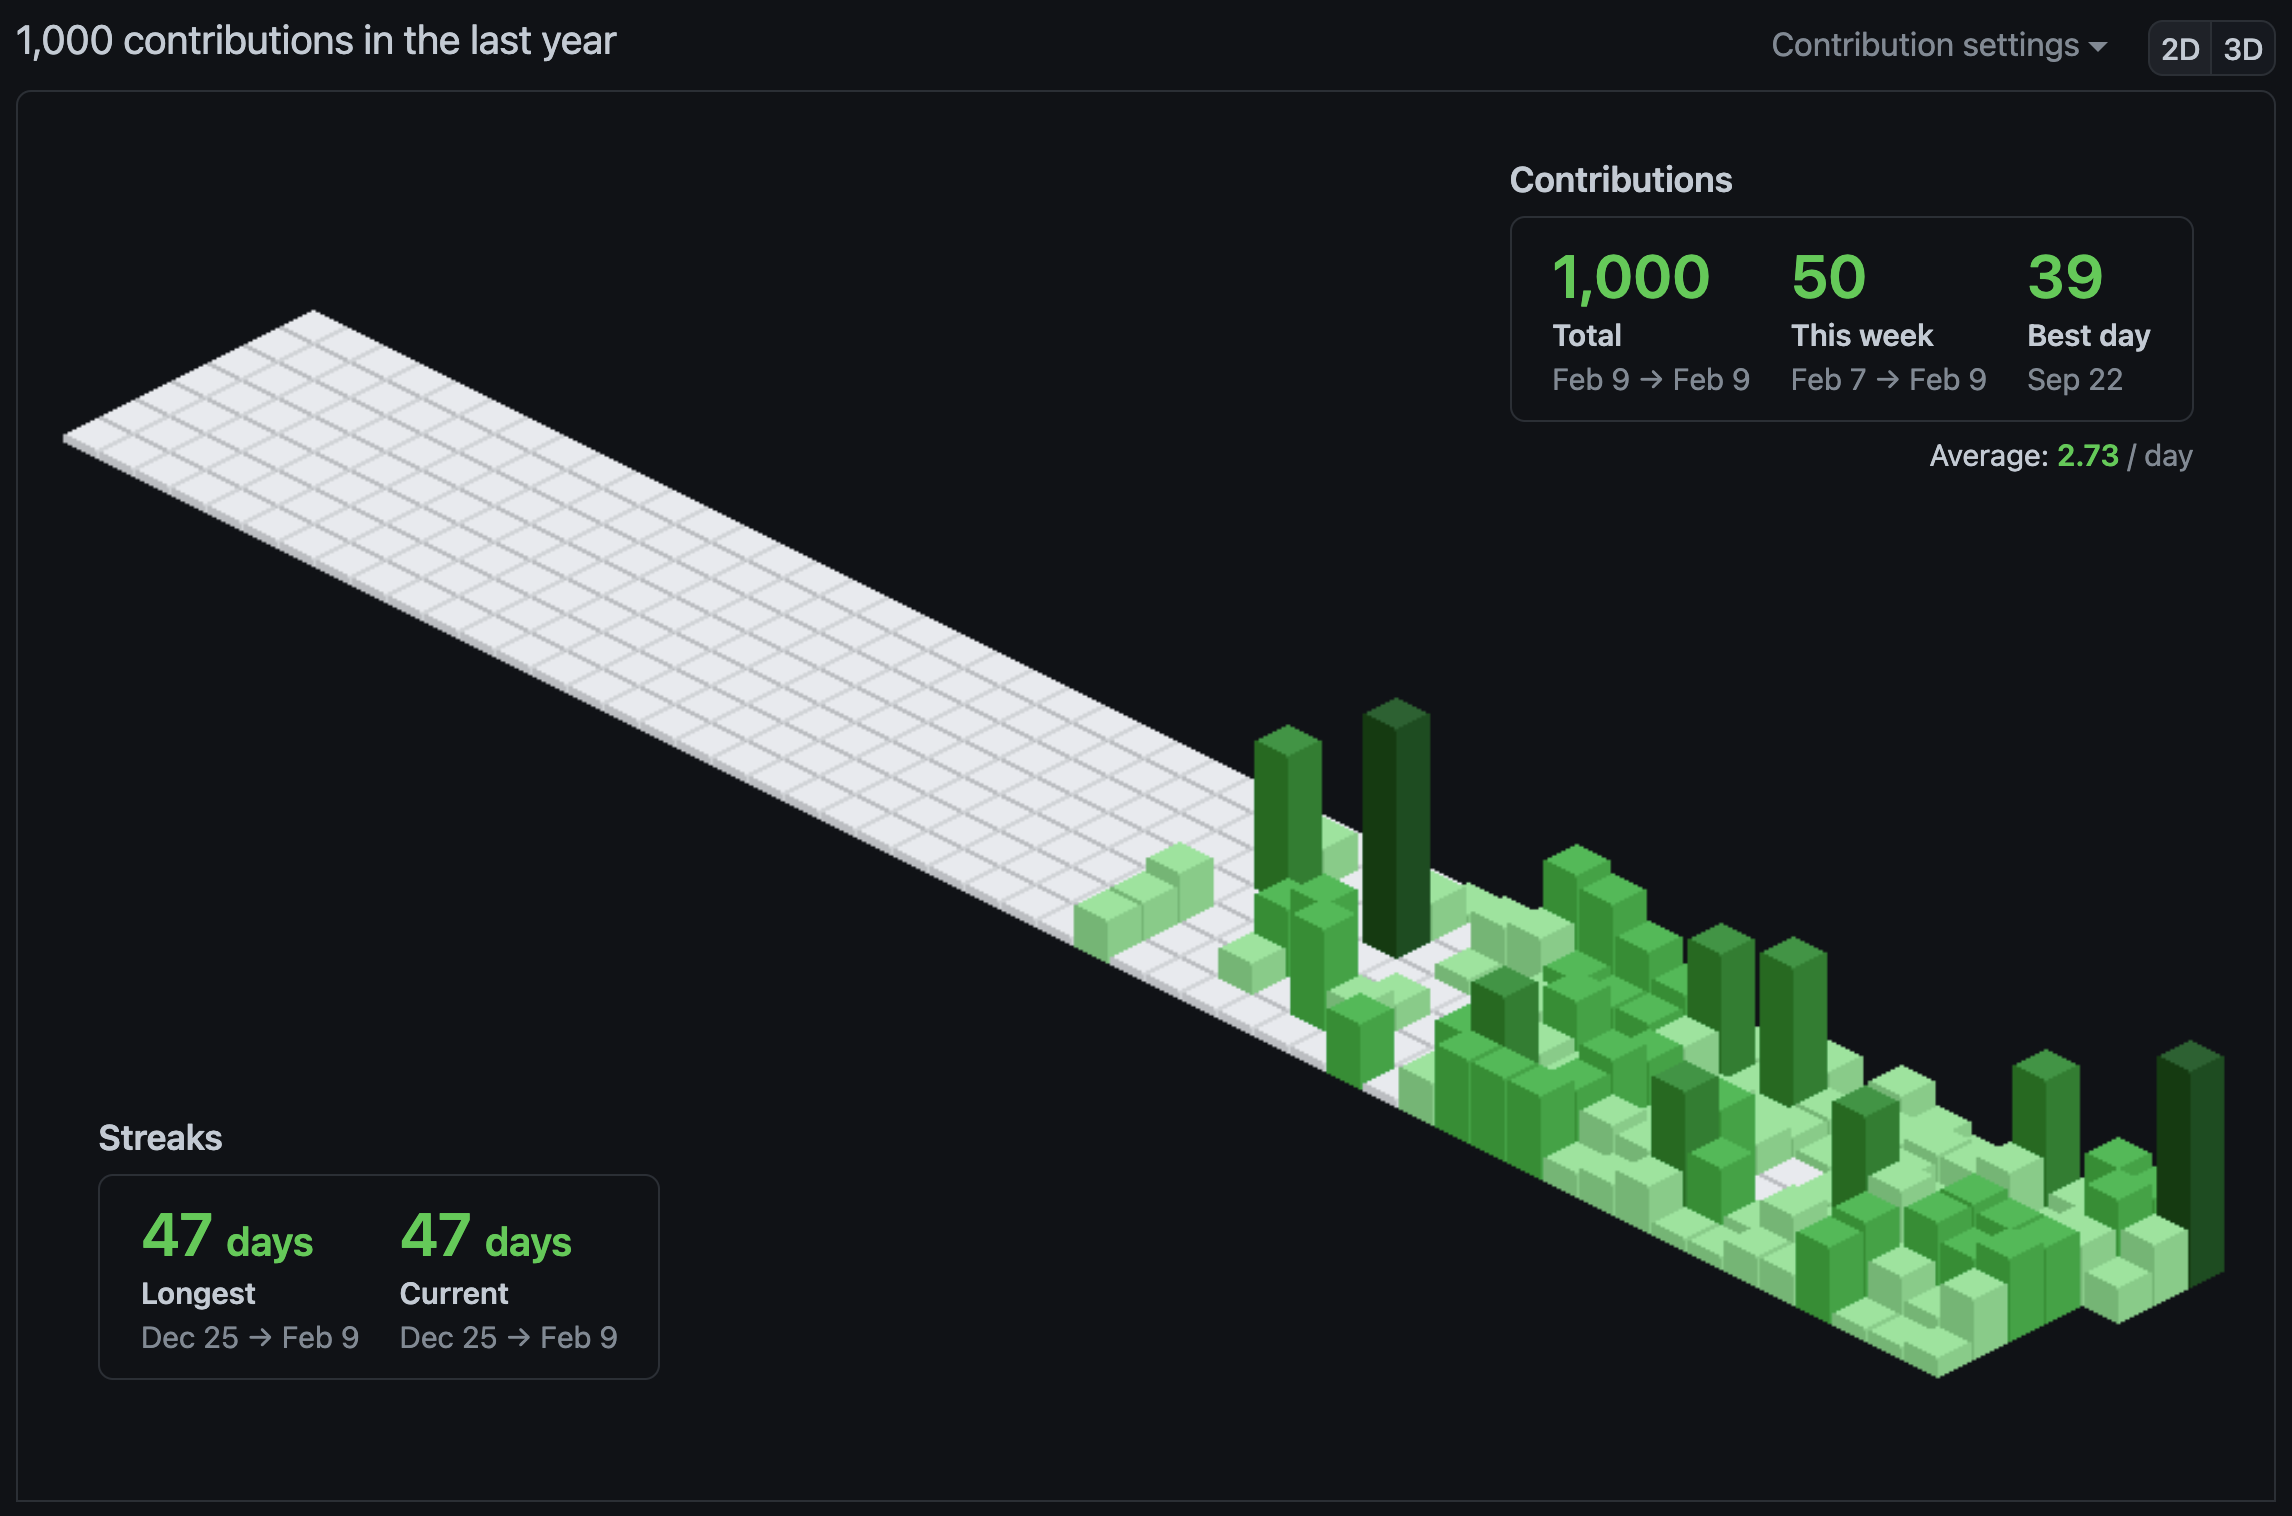 1,000 contributions in the last year
Contribution settings
2D 3D
Contributions
1,000 50 39
Total This week Best day
Feb 9 → Feb 9 Feb 7 → Feb 9 Sep 22
Average: 2.73 / day
Streaks
47 days 47 days
Longest Current
Dec 25 → Feb 9 Dec 25 → Feb 9